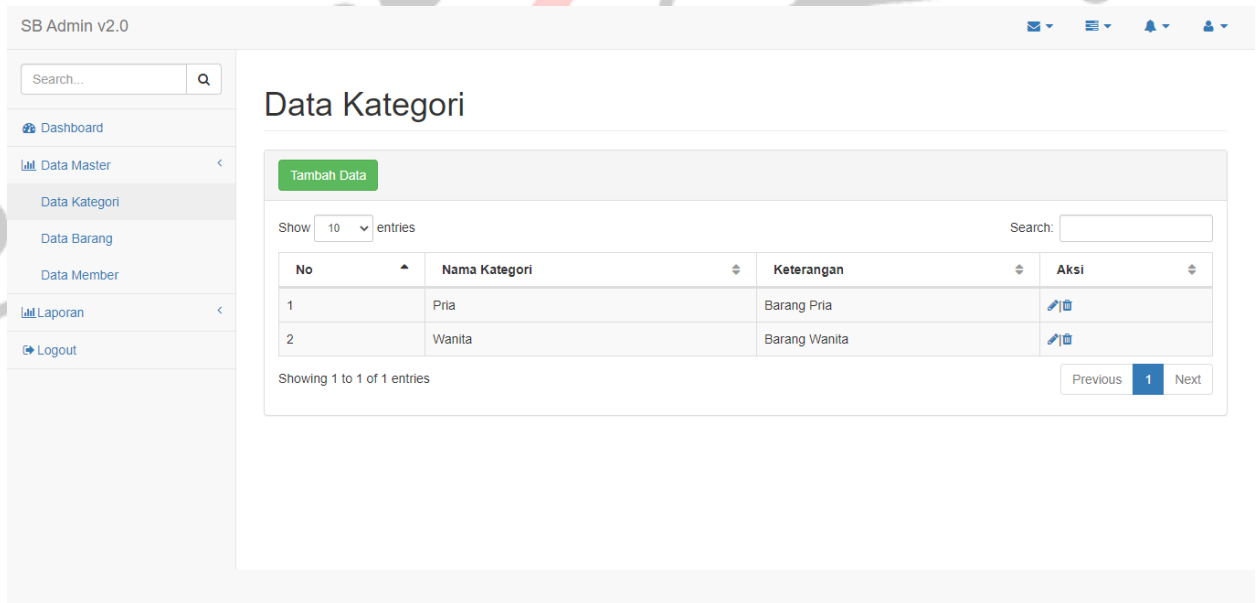 SB Admin v2.0
Search...
Dashboard
Data Master
Data Kategori
Data Barang
Data Member
Laporan
Logout
Data Kategori
Tambah Data
Show 10 entries
Search:
No Nama Kategori Keterangan Aksi
1 Pria Barang Pria
2 Wanita Barang Wanita
Showing 1 to 1 of 1 entries
Previous 1 Next